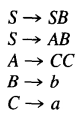 S → SB
S → AB
A → CC
B → b
C → a